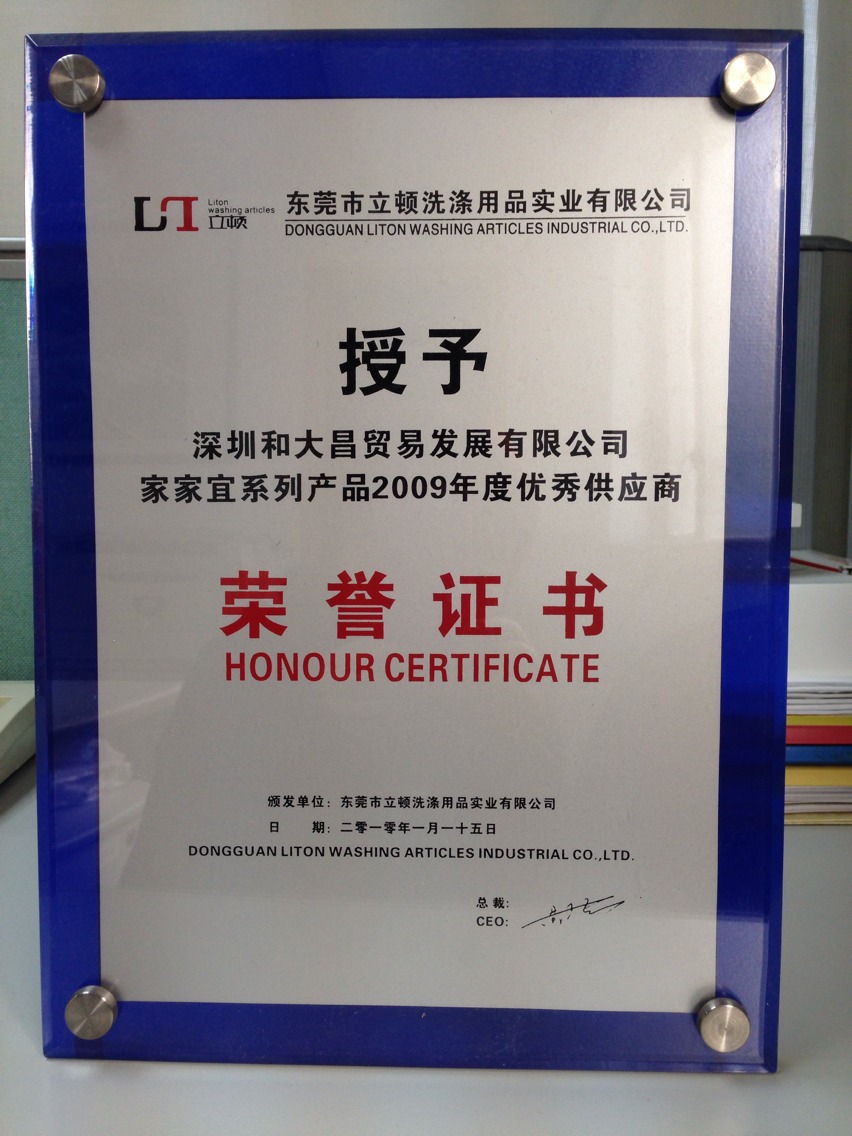 LT
Liton
washing articles
立顿
东莞市立顿洗涤用品实业有限公司
DONGGUAN LITON WASHING ARTICLES INDUSTRIAL CO.,LTD.
授予
深圳和大昌贸易发展有限公司
家家宜系列产品2009年度优秀供应商
荣誉证书
HONOUR CERTIFICATE
颁发单位：东莞市立顿洗涤用品实业有限公司
日 期：二零一零年一月一十五日
DONGGUAN LITON WASHING ARTICLES INDUSTRIAL CO.,LTD.
总裁:
CEO: